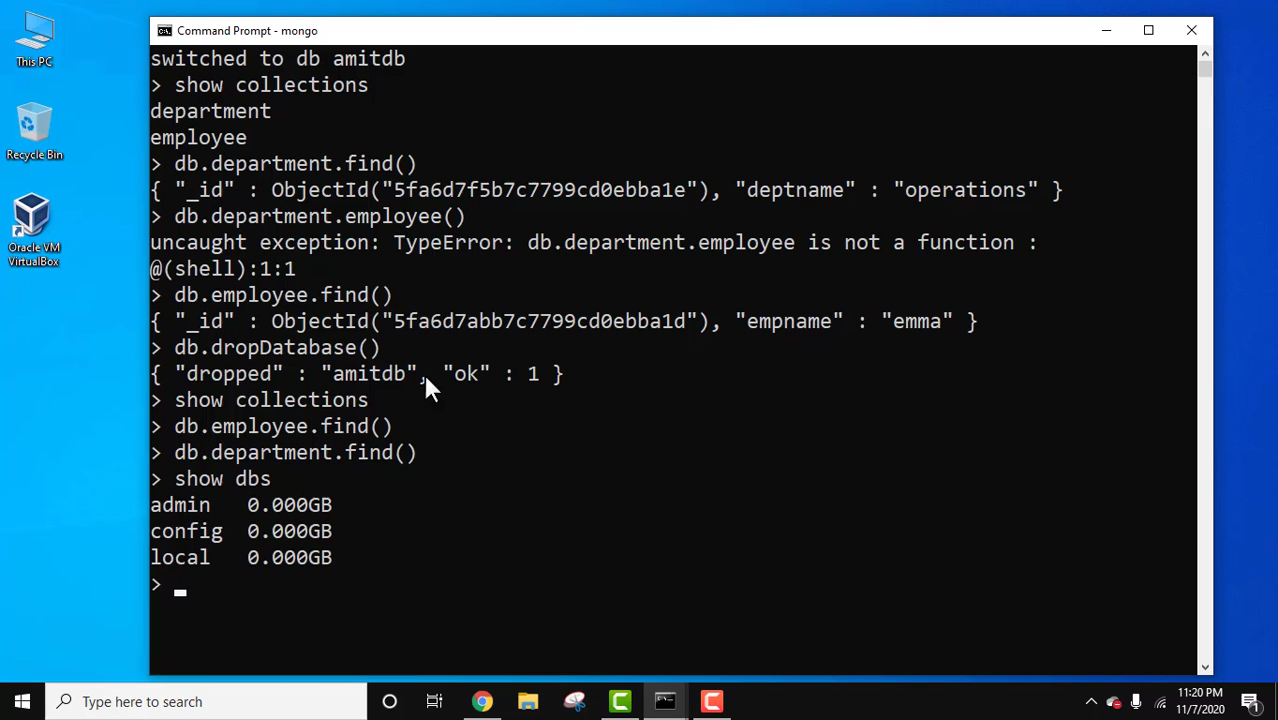 This PC
Recycle Bin
Oracle VM
VirtualBox
Command Prompt - mongo
switched to db amitdb
> show collections
department
employee
> db.department.find()
{ "_id" : ObjectId("5fa6d7f5b7c7799cd0ebba1e"), "deptname" : "operations" }
> db.department.employee()
uncaught exception: TypeError: db.department.employee is not a function :
@(shell):1:1
> db.employee.find()
{ "_id" : ObjectId("5fa6d7abb7c7799cd0ebba1d"), "empname" : "emma" }
> db.dropDatabase()
{ "dropped" : "amitdb", "ok" : 1 }
> show collections
> db.employee.find()
> db.department.find()
> show dbs
admin   0.000GB
config  0.000GB
local   0.000GB
>
Type here to search
11:20 PM
11/7/2020
1